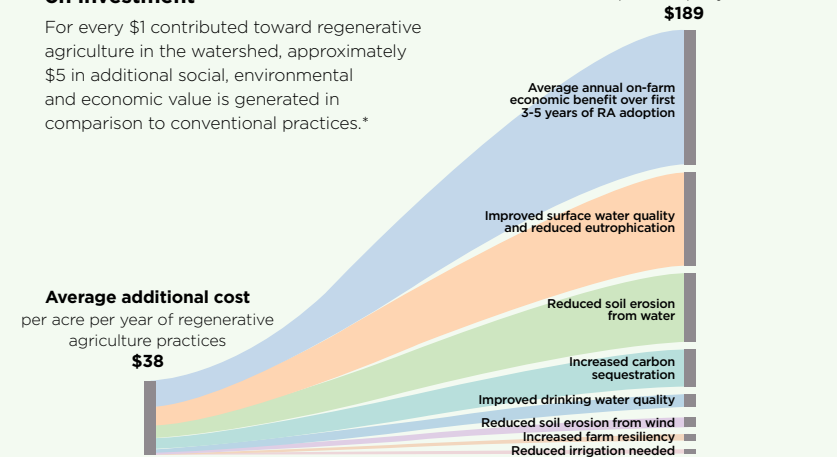 on investment
For every $1 contributed toward regenerative
agriculture in the watershed, approximately
$5 in additional social, environmental
and economic value is generated in
comparison to conventional practices.*
$189
Average annual on-farm
economic benefit over first
3-5 years of RA adoption
Improved surface water quality
and reduced eutrophication
Reduced soil erosion
from water
Average additional cost
per acre per year of regenerative
agriculture practices
$38
Increased carbon
sequestration
Improved drinking water quality
Reduced soil erosion from wind
Increased farm resiliency
Reduced irrigation needed